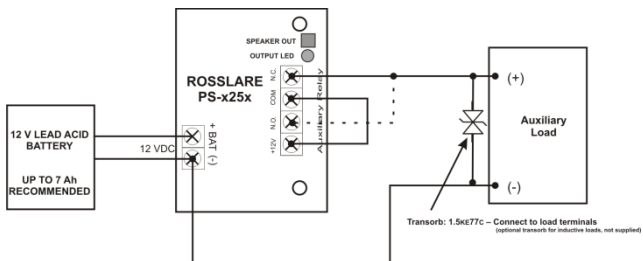 SPEAKER OUT
OUTPUT LED
ROSSLARE
PS-x25x
N.C.
COM
N.O.
+12V
Auxiliary Relay
+ BAT (-)
12 V LEAD ACID
BATTERY
UP TO 7 Ah
RECOMMENDED
12 VDC
(+)
Auxiliary
Load
(-)
Transorb: 1.5KE77C – Connect to load terminals
(optional transorb for inductive loads, not supplied)